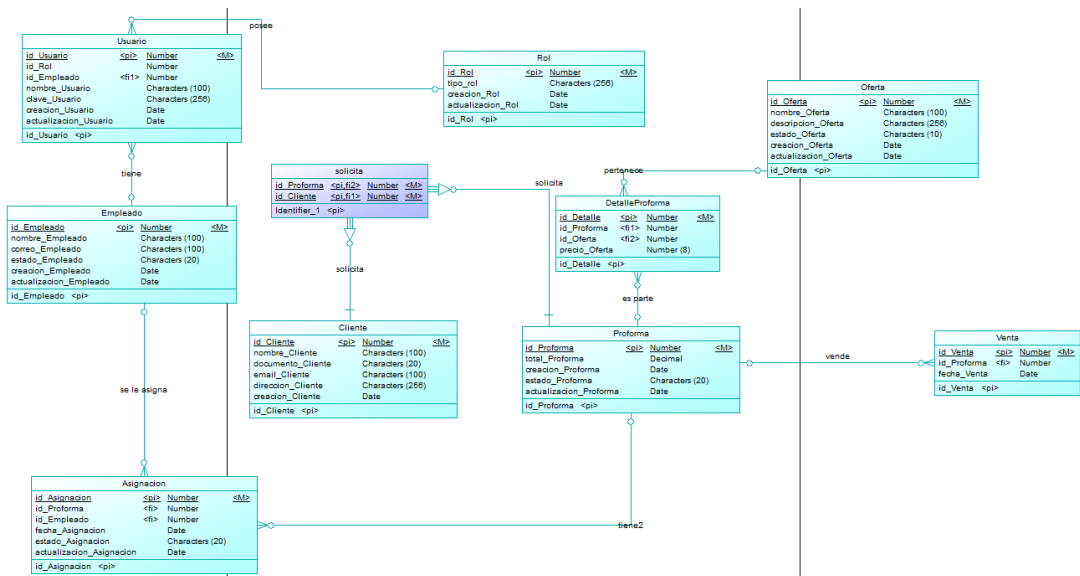 posee
Usuario
id_Usuario <pi> Number <M>
id_Rol Number
id_Empleado <fi1> Number
nombre_Usuario Characters (100)
clave_Usuario Characters (256)
creacion_Usuario Date
actualizacion_Usuario Date
id_Usuario <pi>
Rol
id_Rol <pi> Number <M>
tipo_rol Characters (256)
creacion_Rol Date
actualizacion_Rol Date
id_Rol <pi>
Oferta
id_Oferta <pi> Number <M>
nombre_Oferta Characters (100)
descripcion_Oferta Characters (256)
estado_Oferta Characters (10)
creacion_Oferta Date
actualizacion_Oferta Date
id_Oferta <pi>
tiene
solicita
id_Proforma <pi,fi2> Number <M>
id_Cliente <pi,fi1> Number <M>
Identifier_1 <pi>
solicita
pertenece
DetalleProforma
id_Detalle <pi> Number <M>
id_Proforma <fi1> Number
id_Oferta <fi2> Number
precio_Oferta Number (8)
id_Detalle <pi>
Empleado
id_Empleado <pi> Number <M>
nombre_Empleado Characters (100)
correo_Empleado Characters (100)
estado_Empleado Characters (20)
creacion_Empleado Date
actualizacion_Empleado Date
id_Empleado <pi>
solicita
es parte
Cliente
id_Cliente <pi> Number <M>
nombre_Cliente Characters (100)
documento_Cliente Characters (20)
email_Cliente Characters (100)
direccion_Cliente Characters (256)
creacion_Cliente Date
id_Cliente <pi>
Proforma
id_Proforma <pi> Number <M>
total_Proforma Decimal
creacion_Proforma Date
estado_Proforma Characters (20)
actualizacion_Proforma Date
id_Proforma <pi>
vende
Venta
id_Venta <pi> Number <M>
id_Proforma <fi> Number
fecha_Venta Date
id_Venta <pi>
se le asigna
Asignacion
id_Asignacion <pi> Number <M>
id_Proforma <fi> Number
id_Empleado <fi> Number
fecha_Asignacion Date
estado_Asignacion Characters (20)
actualizacion_Asignacion Date
id_Asignacion <pi>
tiene2